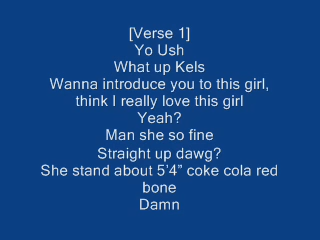 [Verse 1]
Yo Ush
What up Kels
Wanna introduce you to this girl,
think I really love this girl
Yeah?
Man she so fine
Straight up dawg?
She stand about 5'4” coke cola red
bone
Damn